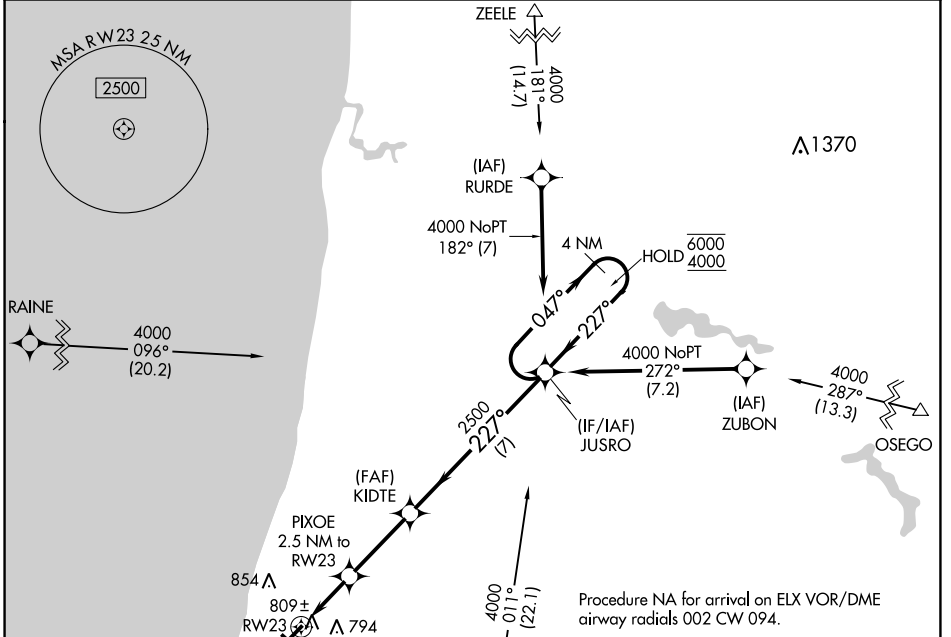 ZEELE
MSA RW23 25 NM
2500
4000
181°
(14.7)
1370
(IAF)
RURDE
4000 NoPT
182° (7)
4 NM
HOLD
6000
4000
047°
227°
RAINE
4000
096°
(20.2)
4000 NoPT
272°
(7.2)
(IAF)
ZUBON
4000
287°
(13.3)
OSEGO
(IF/IAF)
JUSRO
2500
227°
(7)
(FAF)
KIDTE
PIXOE
2.5 NM to
RW23
854
809±
RW23
794
4000
011°
(22.1)
Procedure NA for arrival on ELX VOR/DME
airway radials 002 CW 094.